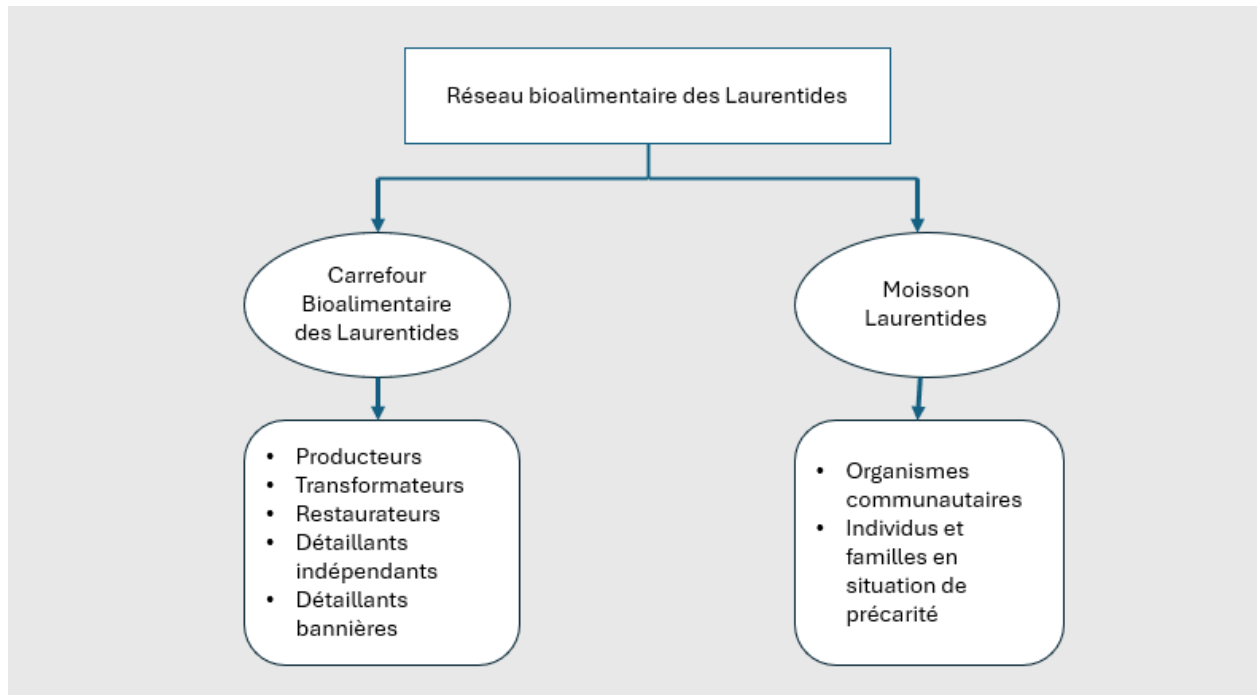 Réseau bioalimentaire des Laurentides
Carrefour
Bioalimentaire
des Laurentides
Moisson
Laurentides
• Producteurs
• Transformateurs
• Restaurateurs
• Détaillants
indépendants
• Détaillants
bannières
• Organismes
communautaires
• Individus et
familles en
situation de
précarité